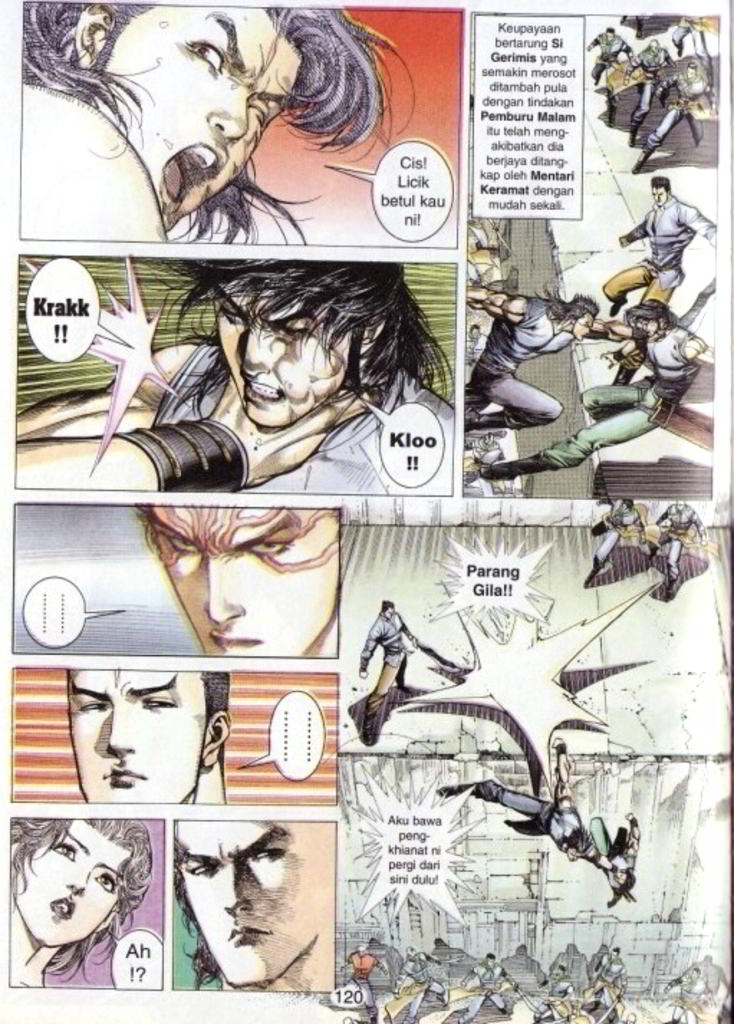 Cis!
Licik
betul kau
ni!
Keupayaan
bertarung Si
Gerimis yang
semakin merosot
ditambah pula
dengan tindakan
Pemburu Malam
itu telah meng-
akibatkan dia
berjaya ditang-
kap oleh Mentari
Keramat dengan
mudah sekali.
Krakk
!!
Kloo
!!
Parang
Gila!!
Aku bawa
peng-
khianat ni
pergi dari
sini dulu!
Ah
!?
120